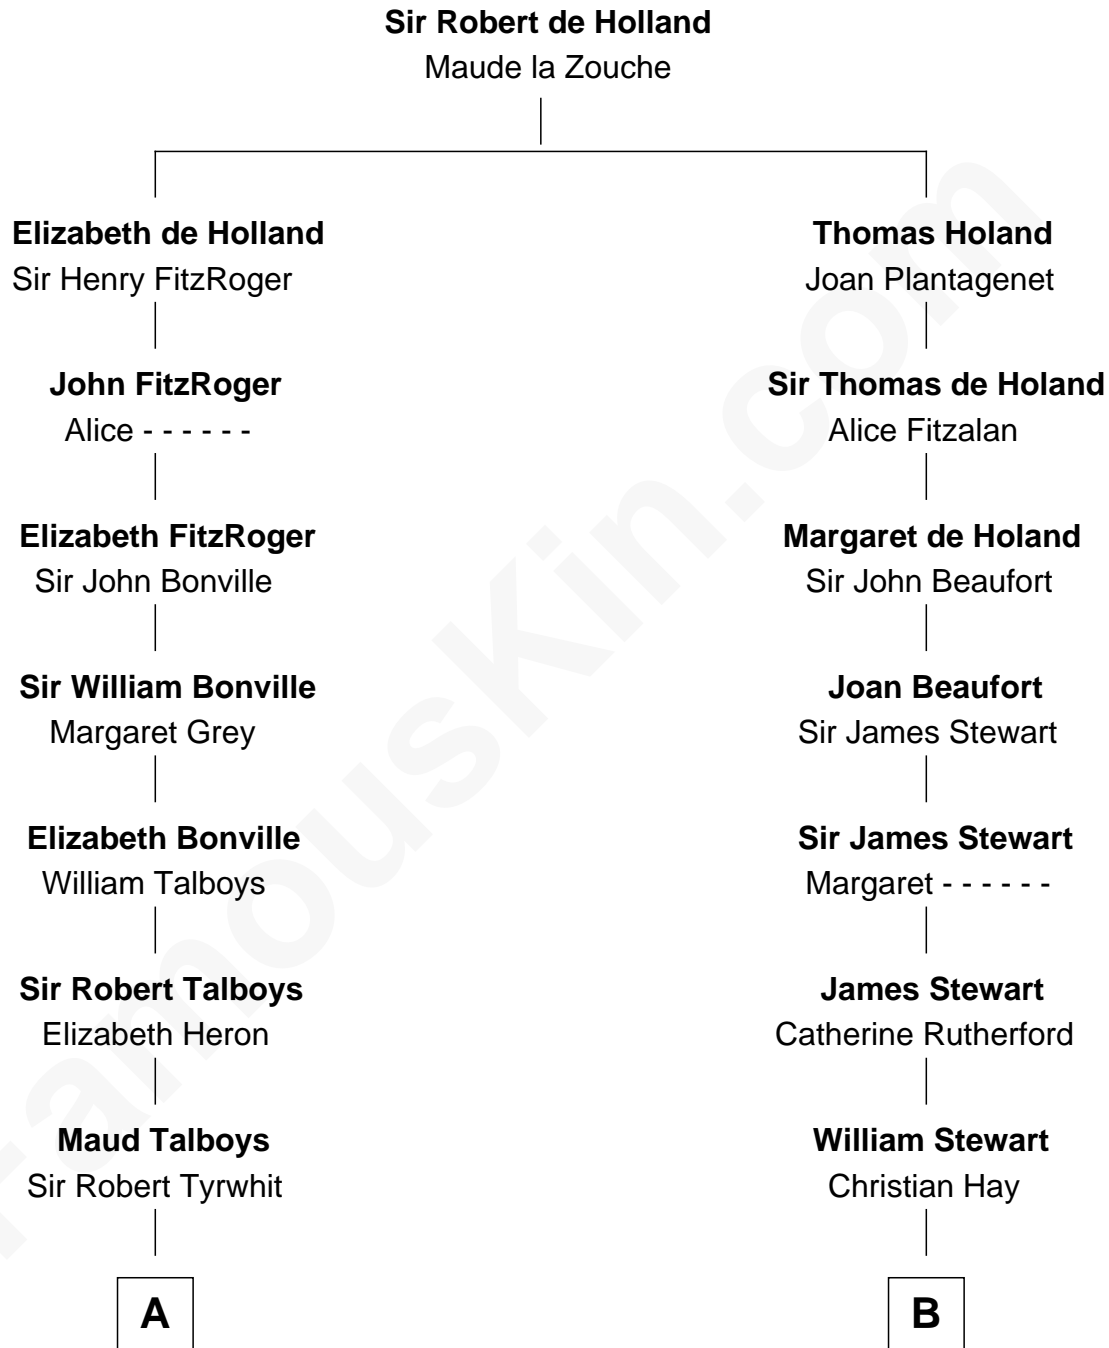 Sir Robert de Holland
Maude la Zouche
Elizabeth de Holland
Sir Henry FitzRoger
John FitzRoger
Alice - - - - - -
Elizabeth FitzRoger
Sir John Bonville
Sir William Bonville
Margaret Grey
Elizabeth Bonville
William Talboys
Sir Robert Talboys
Elizabeth Heron
Maud Talboys
Sir Robert Tyrwhit
A
Thomas Holand
Joan Plantagenet
Sir Thomas de Holand
Alice Fitzalan
Margaret de Holand
Sir John Beaufort
Joan Beaufort
Sir James Stewart
Sir James Stewart
Margaret - - - - - -
James Stewart
Catherine Rutherford
William Stewart
Christian Hay
B
FamousKin.com